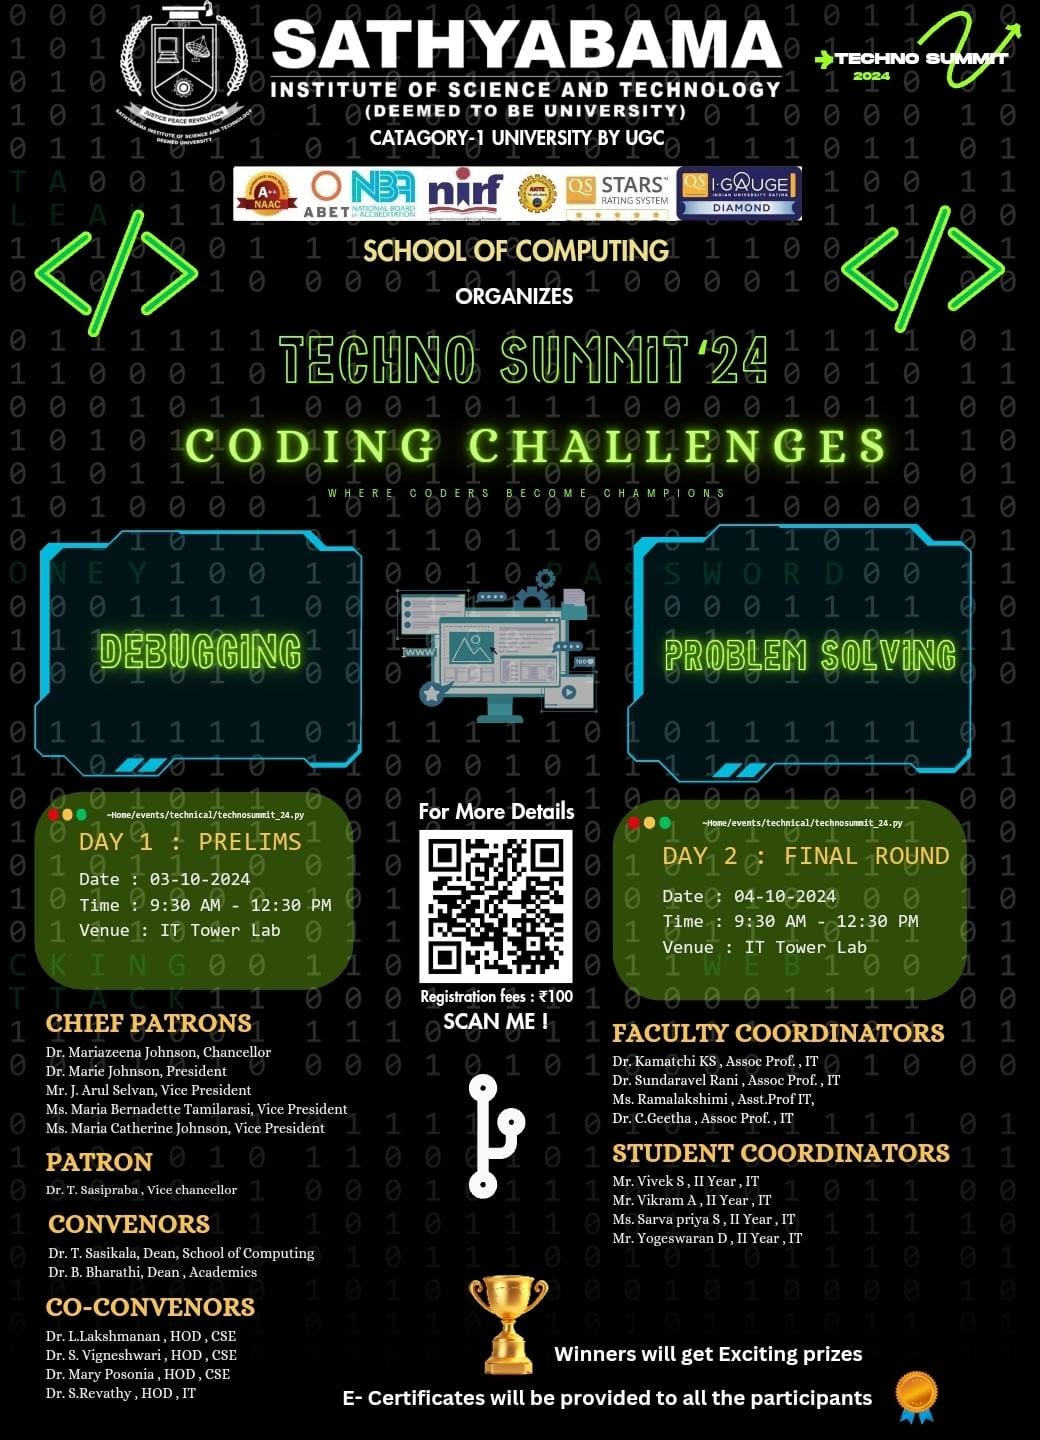 SATHYABAMA
INSTITUTE OF SCIENCE AND TECHNOLOGY
(DEEMED TO BE UNIVERSITY)
CATAGORY-1 UNIVERSITY BY UGC
JUSTICE PEACE REVOLUTION
SATHYABAMA INSTITUTE OF SCIENCE AND TECHNOLOGY
DEEMED UNIVERSITY
TECHNO SUMMIT
2024
A++
NAAC
ABET
NBA
NATIONAL BOARD
of ACCREDITATION
nirf
AICTE
QS STARS
RATING SYSTEM
QS I·GAUGE
INDIAN UNIVERSITY RATING
DIAMOND
SCHOOL OF COMPUTING
ORGANIZES
TECHNO SUMMIT'24
CODING CHALLENGES
WHERE CODERS BECOME CHAMPIONS
DEBUGGING
WWW
100
PROBLEM SOLVING
~Home/events/technical/technosummit_24.py
DAY 1 : PRELIMS
Date : 03-10-2024
Time : 9:30 AM - 12:30 PM
Venue : IT Tower Lab
For More Details
Registration fees : ₹100
SCAN ME !
~Home/events/technical/technosummit_24.py
DAY 2 : FINAL ROUND
Date : 04-10-2024
Time : 9:30 AM - 12:30 PM
Venue : IT Tower Lab
CHIEF PATRONS
Dr. Mariazeena Johnson, Chancellor
Dr. Marie Johnson, President
Mr. J. Arul Selvan, Vice President
Ms. Maria Bernadette Tamilarasi, Vice President
Ms. Maria Catherine Johnson, Vice President
PATRON
Dr. T. Sasipraba , Vice chancellor
CONVENORS
Dr. T. Sasikala, Dean, School of Computing
Dr. B. Bharathi, Dean , Academics
CO-CONVENORS
Dr. L.Lakshmanan , HOD , CSE
Dr. S. Vigneshwari , HOD , CSE
Dr. Mary Posonia , HOD , CSE
Dr. S.Revathy , HOD , IT
FACULTY COORDINATORS
Dr. Kamatchi KS , Assoc Prof. , IT
Dr. Sundaravel Rani , Assoc Prof. , IT
Ms. Ramalakshimi , Asst.Prof IT,
Dr. C.Geetha , Assoc Prof. , IT
STUDENT COORDINATORS
Mr. Vivek S , II Year , IT
Mr. Vikram A , II Year , IT
Ms. Sarva priya S , II Year , IT
Mr. Yogeswaran D , II Year , IT
Winners will get Exciting prizes
E- Certificates will be provided to all the participants